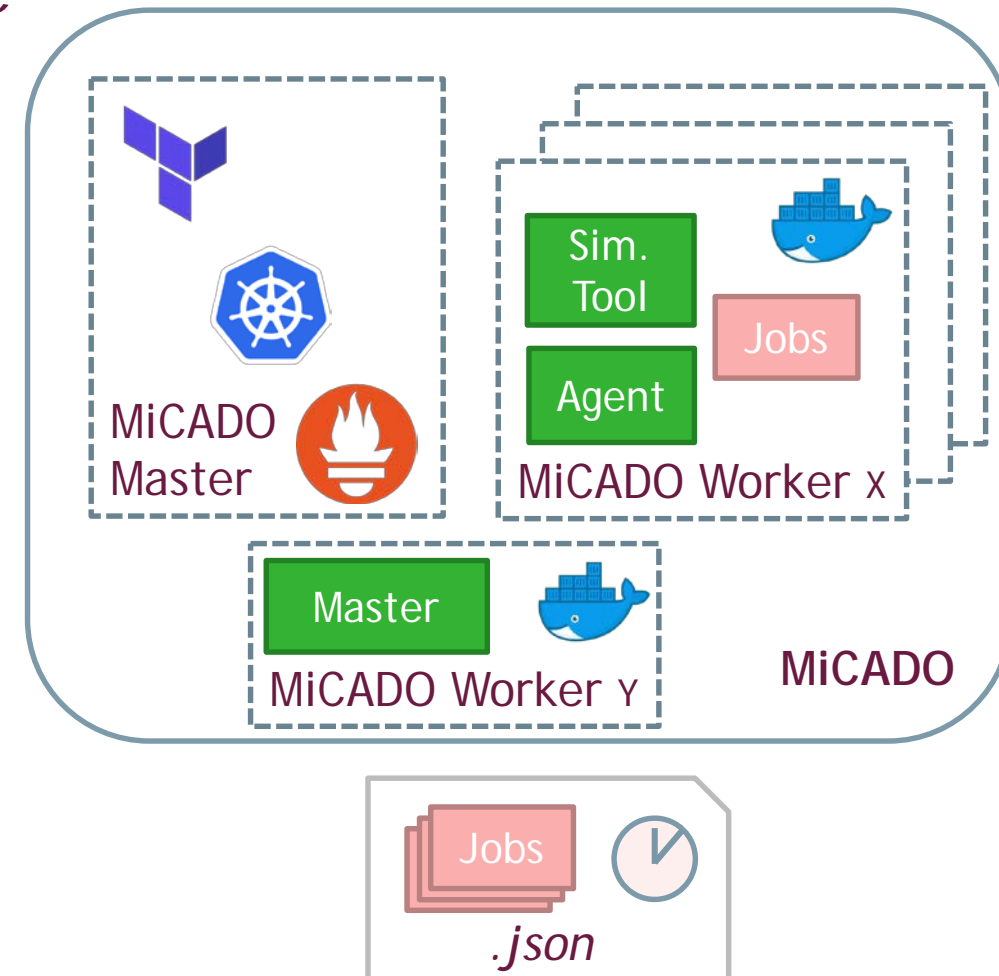 MiCADO
Master
Sim.
Tool
Agent
Jobs
MiCADO Worker X
Master
MiCADO Worker Y
MiCADO
Jobs
.json